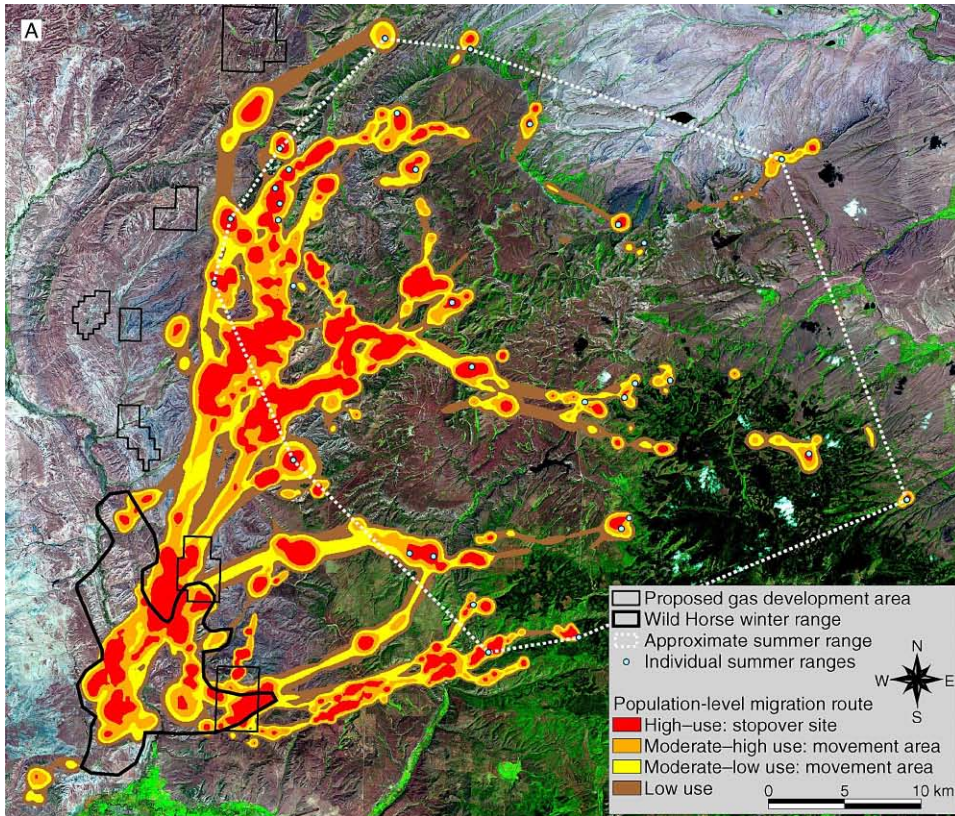 A
Proposed gas development area
Wild Horse winter range
Approximate summer range
Individual summer ranges
N
W E
S
Population-level migration route
High–use: stopover site
Moderate–high use: movement area
Moderate–low use: movement area
Low use
0 5 10 km